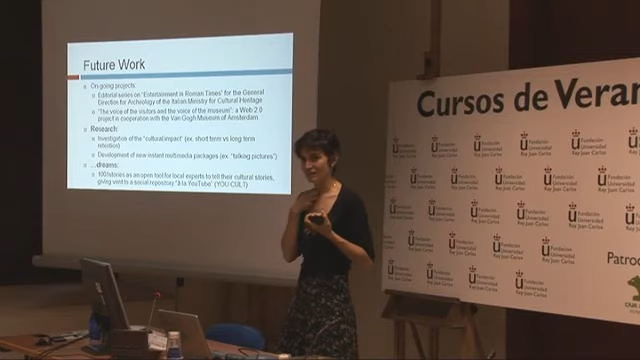 Future Work
On-going projects:
Editorial series on "Entertainment in Roman Times" for the General
Direction for Archeology of the Italian Ministry for Cultural Heritage
"The voice of the visitors and the voice of the museum": a Web 2.0
project in cooperation with the Van Gogh Museum of Amsterdam
Research:
Investigation of the "cultural impact" (ex. short term vs long term
retention)
Development of new instant multimedia packages (ex. "talking pictures")
...dreams:
1001stories as an open tool for local experts to tell their cultural stories,
giving vent to a social repository "à la YouTube" (YOU CULT)
Cursos de Veran
Fundación
Universidad
Rey Juan Carlos
Patroc